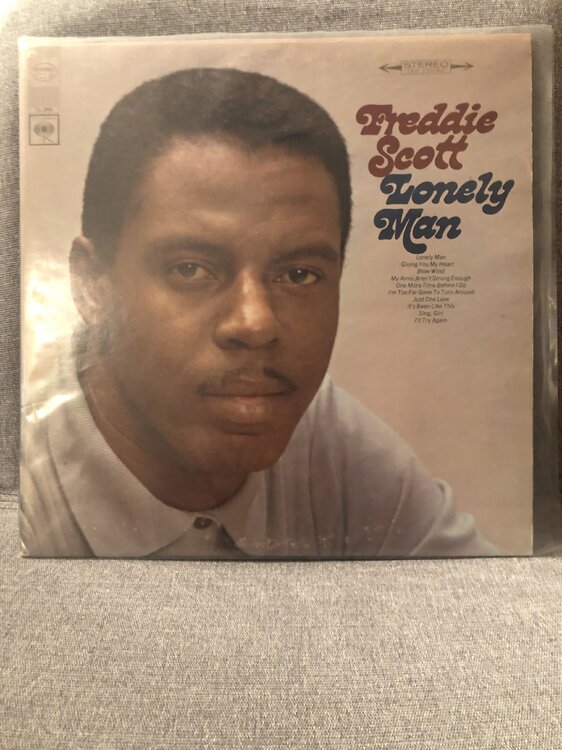 STEREO
Freddie
Scott
Lonely
Man
Lonely Man
Giving You My Heart
Blow Wind
My Arms Aren't Strong Enough
One More Time Before I Go
I'm Too Far Gone To Turn Around
Just One Love
It's Been Like This
Sing, Girl
I'll Try Again